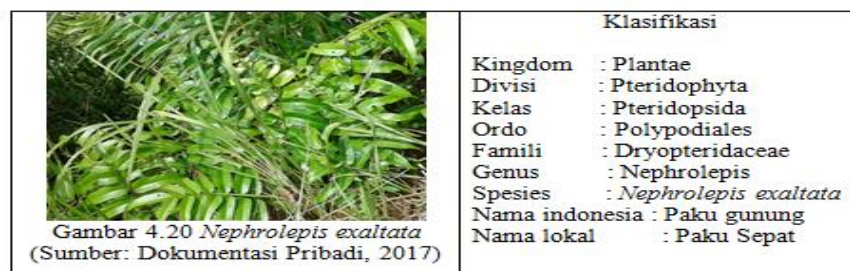 Gambar 4.20 Nephrolepis exaltata
(Sumber: Dokumentasi Pribadi, 2017)
Klasifikasi
Kingdom : Plantae
Divisi : Pteridophyta
Kelas : Pteridopsida
Ordo : Polypodiales
Famili : Dryopteridaceae
Genus : Nephrolepis
Spesies : Nephrolepis exaltata
Nama indonesia : Paku gunung
Nama lokal : Paku Sepat